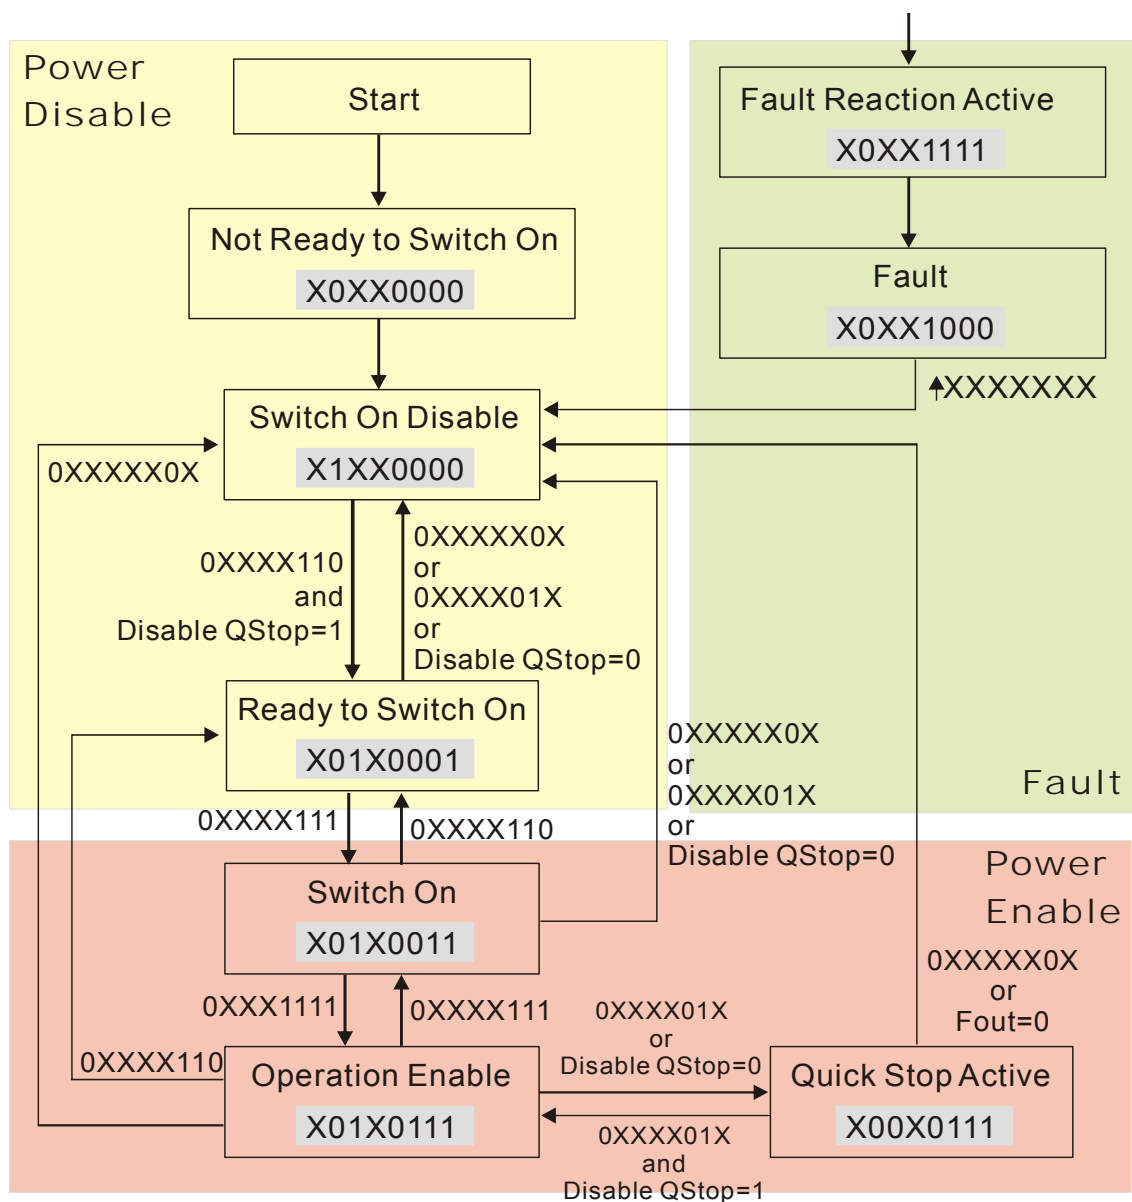 Power
Disable
Start
Not Ready to Switch On
X0XX0000
Switch On Disable
X1XX0000
0XXXXX0X
0XXXX110
and
Disable QStop=1
0XXXXX0X
or
0XXXX01X
or
Disable QStop=0
Ready to Switch On
X01X0001
0XXXX111
0XXXX110
Fault Reaction Active
X0XX1111
Fault
X0XX1000
XXXXXXX
Fault
0XXXXX0X
or
0XXXX01X
or
Disable QStop=0
Power
Enable
Switch On
X01X0011
0XXX1111
0XXXX111
0XXXX110
Operation Enable
X01X0111
0XXXX01X
or
Disable QStop=0
0XXXX01X
and
Disable QStop=1
0XXXXX0X
or
Fout=0
Quick Stop Active
X00X0111